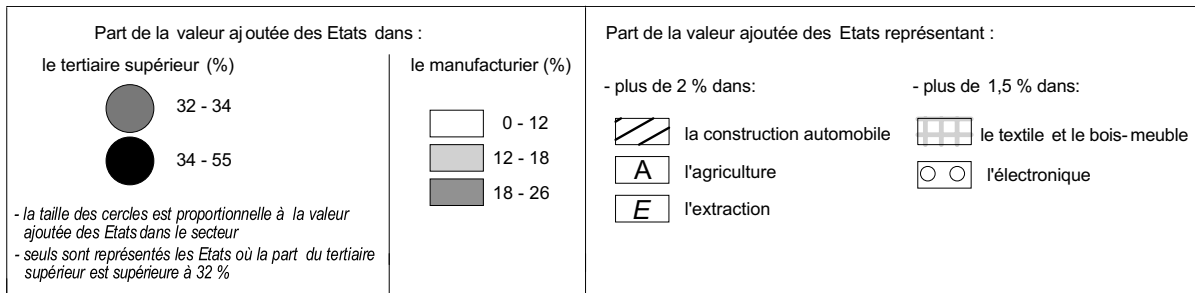 Part de la valeur ajoutée des Etats dans :
le tertiaire supérieur (%)
32 - 34
34 - 55
- la taille des cercles est proportionnelle à la valeur
ajoutée des Etats dans le secteur
- seuls sont représentés les Etats où la part du tertiaire
supérieur est supérieure à 32 %
le manufacturier (%)
0 - 12
12 - 18
18 - 26
Part de la valeur ajoutée des Etats représentant :
- plus de 2 % dans:
la construction automobile
A l'agriculture
E l'extraction
- plus de 1,5 % dans:
le textile et le bois-meuble
l'électronique